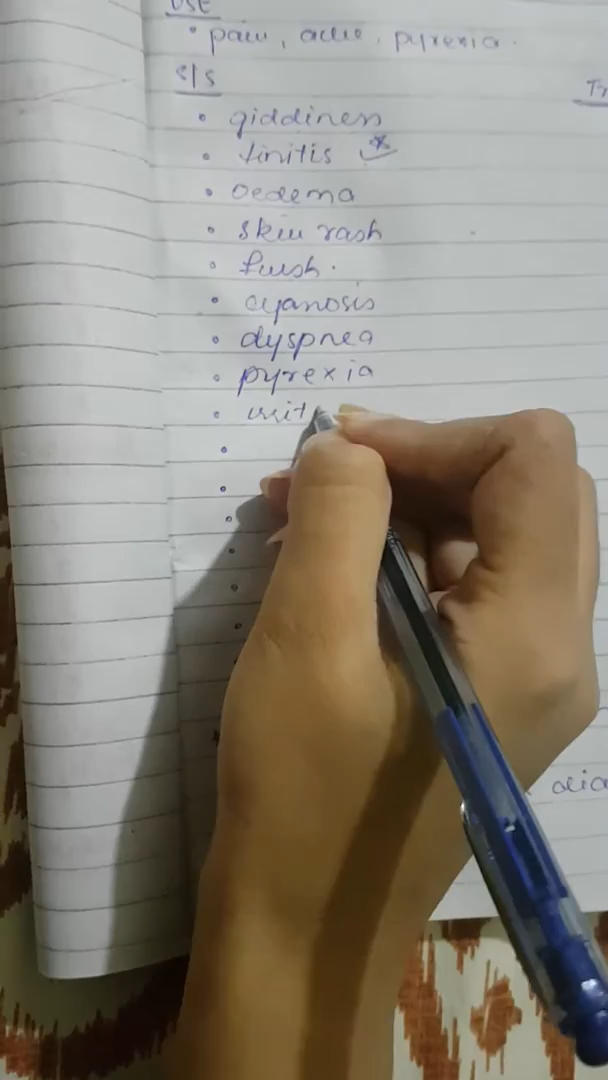 USE
• pain, ache, pyrexia.
S/S
• giddiness
• tinitis
• oedema
• skin rash
• flush.
• cyanosis
• dyspnea
• pyrexia